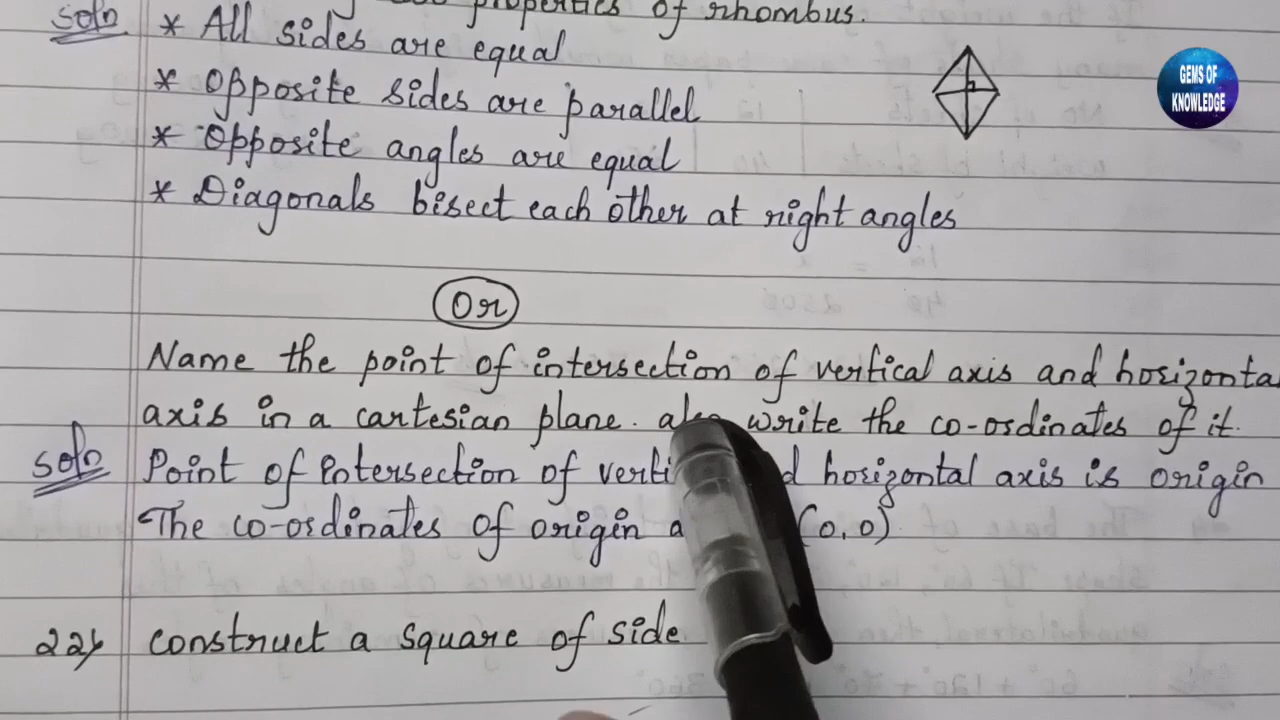 Soln properties of rhombus.
* All sides are equal
* Opposite sides are parallel
* Opposite angles are equal
* Diagonals bisect each other at right angles
GEMS OF
KNOWLEDGE
Or
Name the point of intersection of vertical axis and horizontal
axis in a cartesian plane. also write the co-ordinates of it.
Soln Point of intersection of horizontal axis is origin
The co-ordinates of origin (0,0)
22) construct a square of side